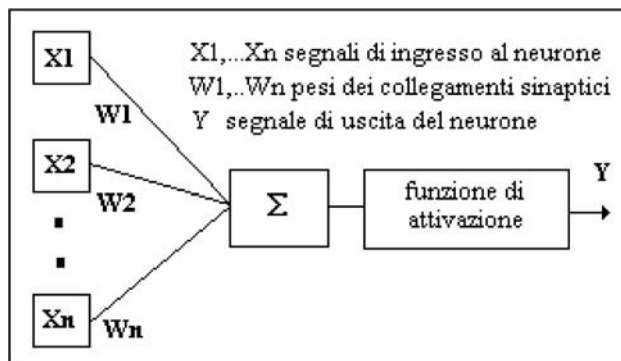 X1
X1,...Xn segnali di ingresso al neurone
W1,..Wn pesi dei collegamenti sinaptici
Y segnale di uscita del neurone
W1
X2
W2
Σ
funzione di
attivazione
Y
Xn
Wn